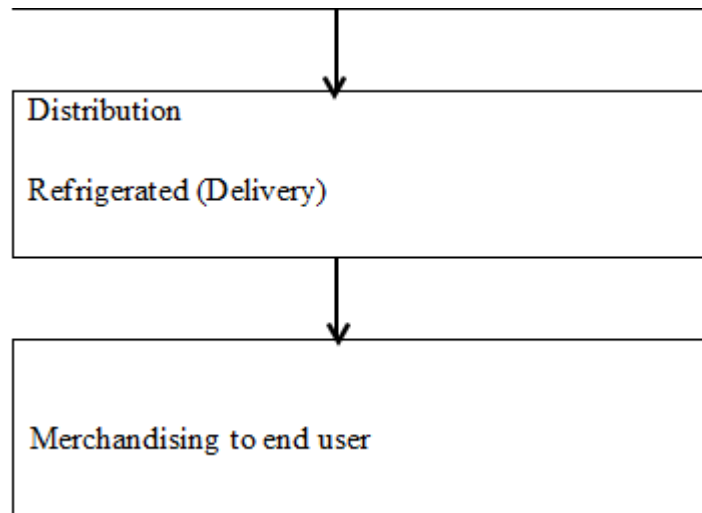 Distribution
Refrigerated (Delivery)
Merchandising to end user